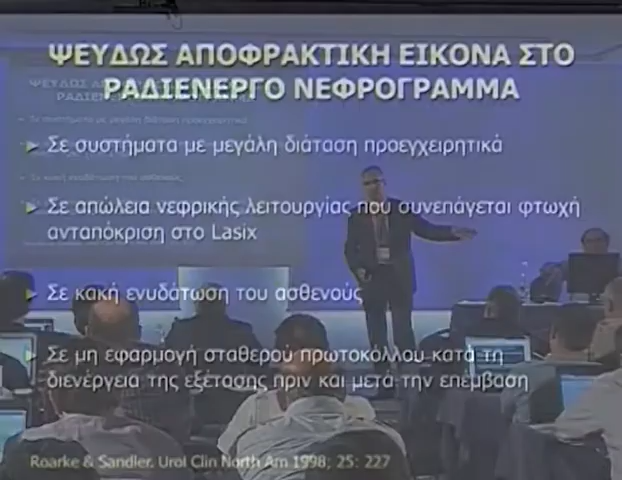 ΨΕΥΔΩΣ ΑΠΟΦΡΑΚΤΙΚΗ ΕΙΚΟΝΑ ΣΤΟ
ΡΑΔΙΕΝΕΡΓΟ ΝΕΦΡΟΓΡΑΜΜΑ
Σε συστήματα με μεγάλη διάταση προεγχειρητικά
Σε απώλεια νεφρικής λειτουργίας που συνεπάγεται φτωχή
ανταπόκριση στο Lasix
Σε κακή ενυδάτωση του ασθενούς
Σε μη εφαρμογή σταθερού πρωτοκόλλου κατά τη
διενέργεια της εξέτασης πριν και μετά την επέμβαση
Roarke & Sandler. Urol Clin North Am 1998; 25: 227